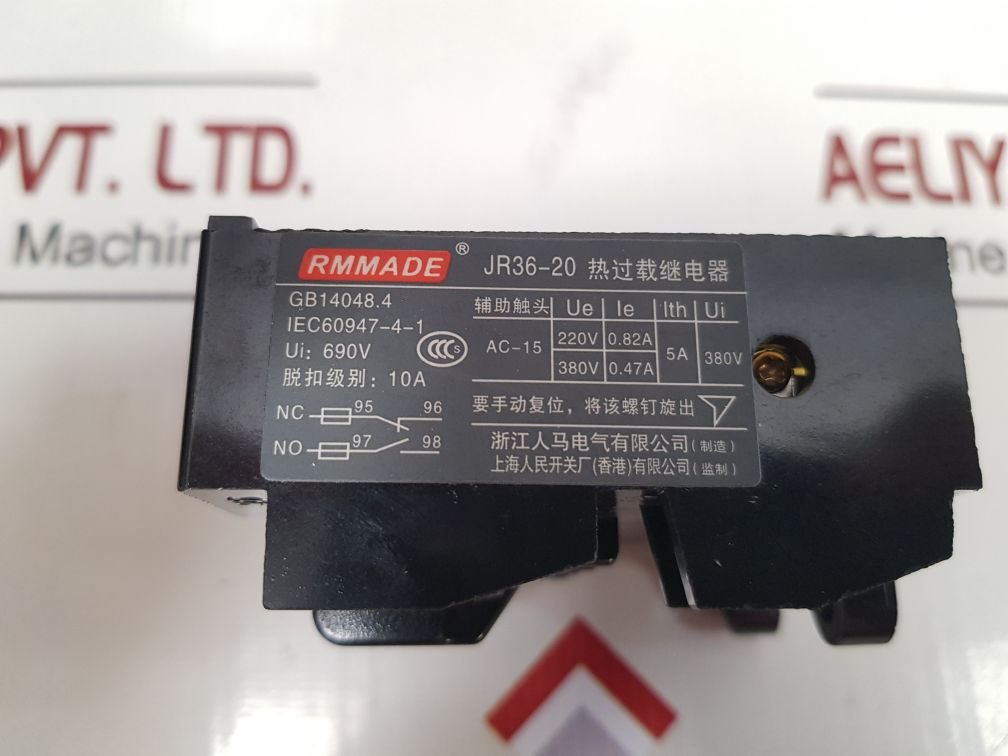 PVT. LTD.
Machin
AELIY
ine
RMMADE ® JR36-20 热过载继电器
GB14048.4
IEC60947-4-1
Ui: 690V
脱扣级别: 10A
CCC S
辅助触头 Ue Ie Ith Ui
AC-15 220V 0.82A 5A 380V
380V 0.47A
NC 95 96
NO 97 98
要手动复位，将该螺钉旋出
浙江人马电气有限公司(制造)
上海人民开关厂(香港)有限公司(监制)